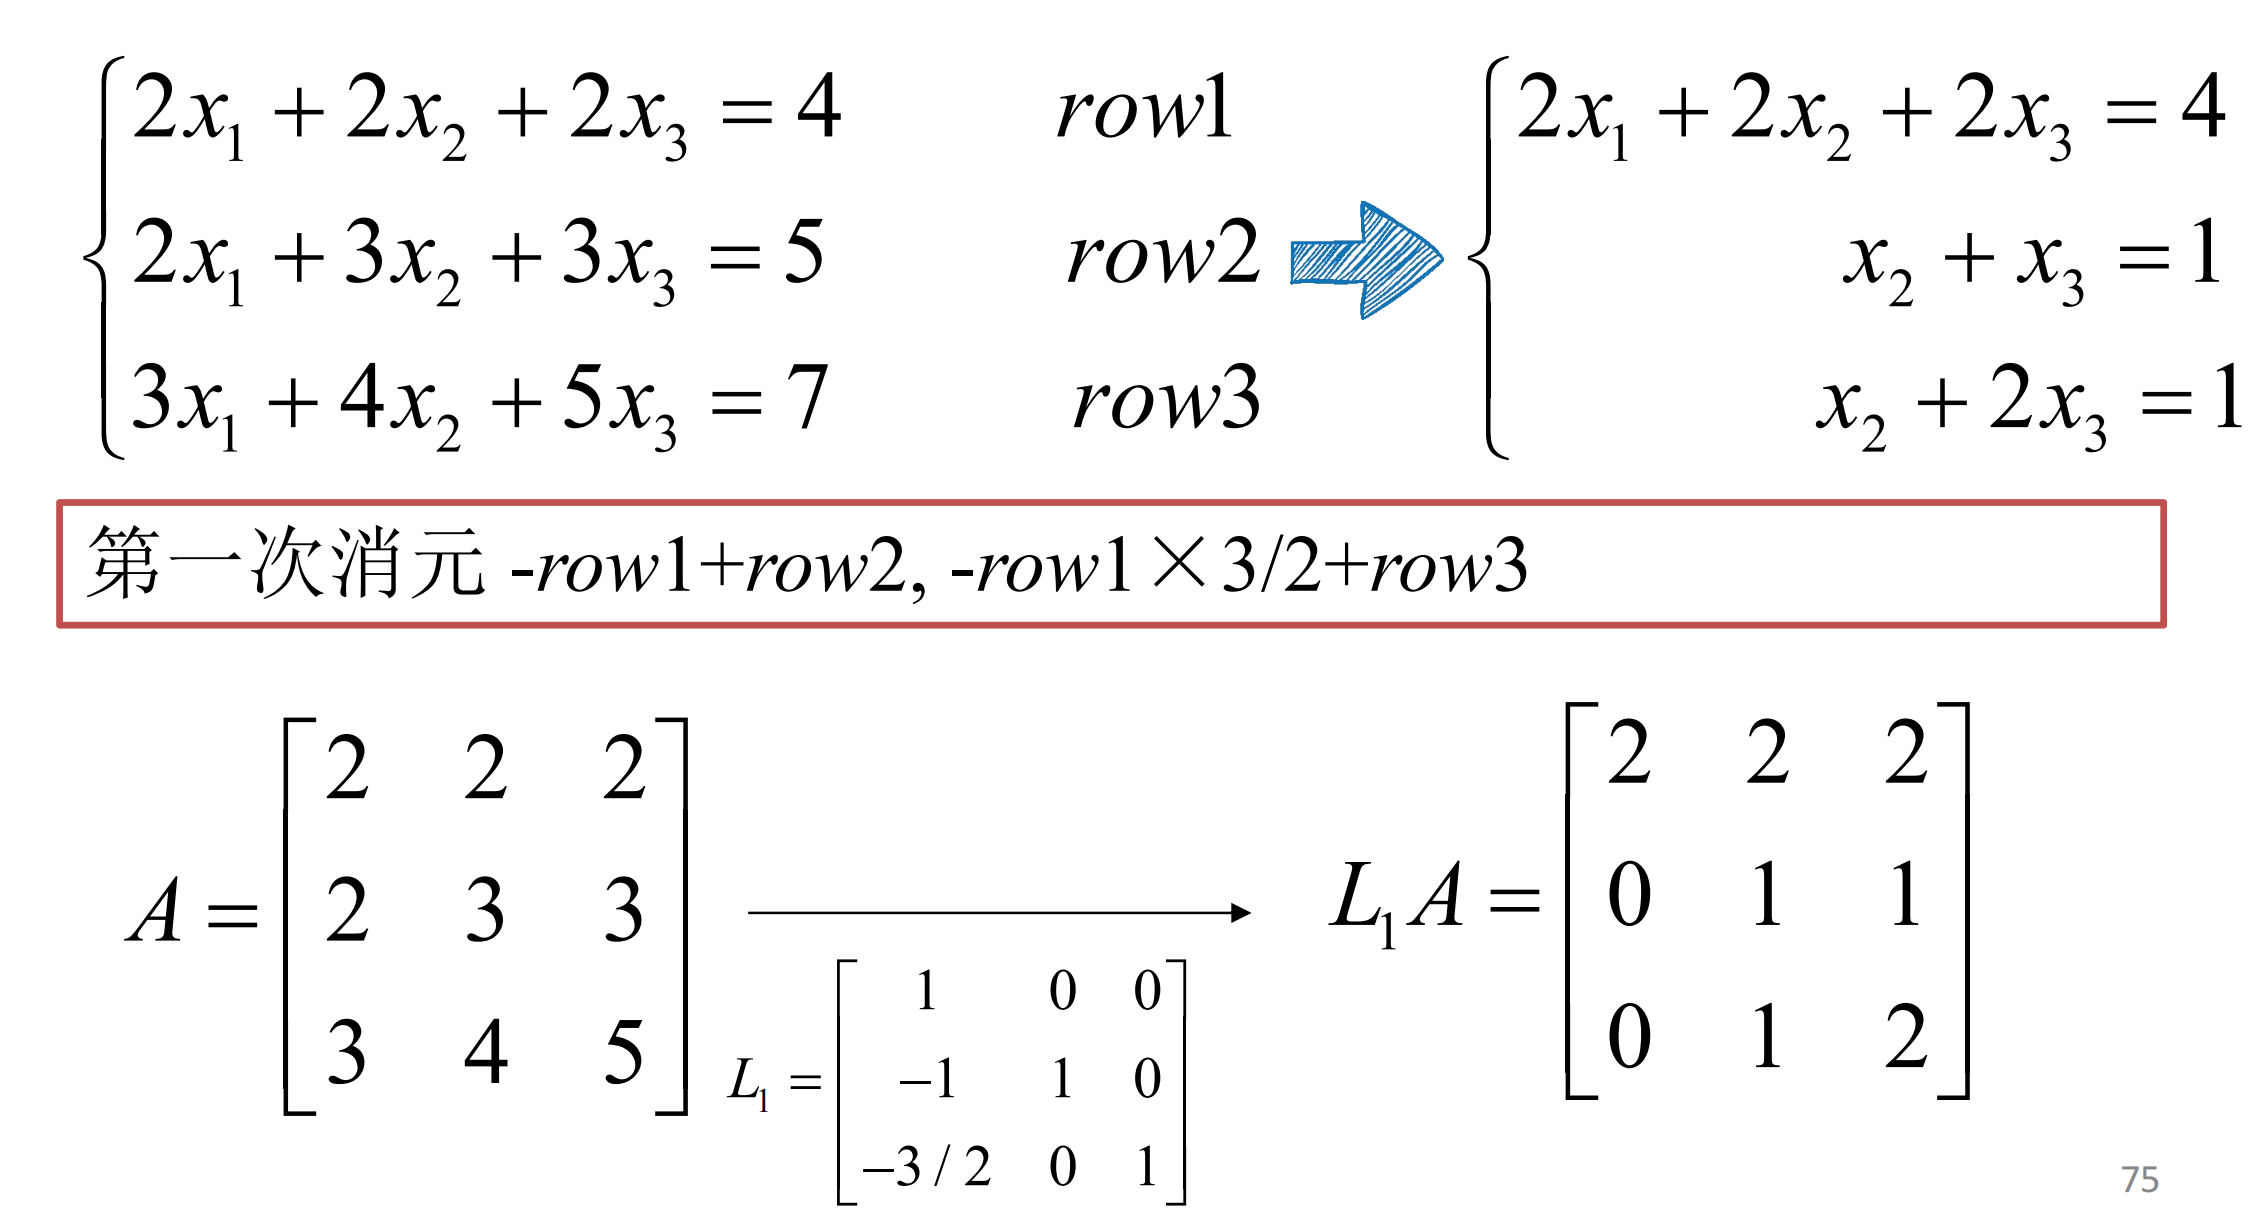 2x₁ + 2x₂ + 2x₃ = 4 row1 2x₁ + 2x₂ + 2x₃ = 4
2x₁ + 3x₂ + 3x₃ = 5 row2 x₂ + x₃ = 1
3x₁ + 4x₂ + 5x₃ = 7 row3 x₂ + 2x₃ = 1
第一次消元 -row1+row2, -row1×3/2+row3
A = [2 2 2; 2 3 3; 3 4 5]
L₁ = [1 0 0; −1 1 0; −3/2 0 1]
L₁A = [2 2 2; 0 1 1; 0 1 2]
75